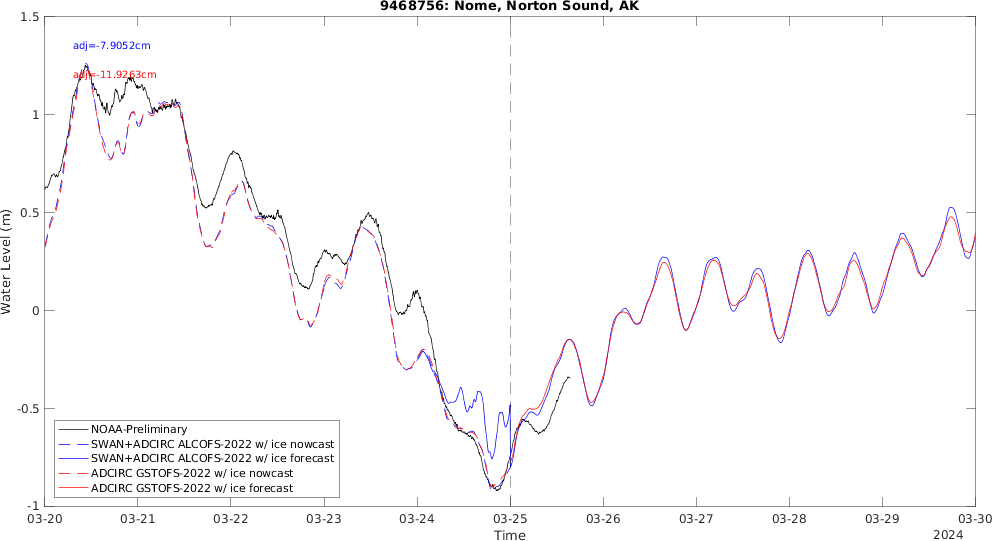 9468756: Nome, Norton Sound, AK
1.5
adj=-7.9052cm
adj=-11.9263cm
1
0.5
Water Level (m)
0
-0.5
NOAA-Preliminary
SWAN+ADCIRC ALCOFS-2022 w/ ice nowcast
SWAN+ADCIRC ALCOFS-2022 w/ ice forecast
ADCIRC GSTOFS-2022 w/ ice nowcast
ADCIRC GSTOFS-2022 w/ ice forecast
-1
03-20 03-21 03-22 03-23 03-24 03-25 03-26 03-27 03-28 03-29 03-30
Time
2024